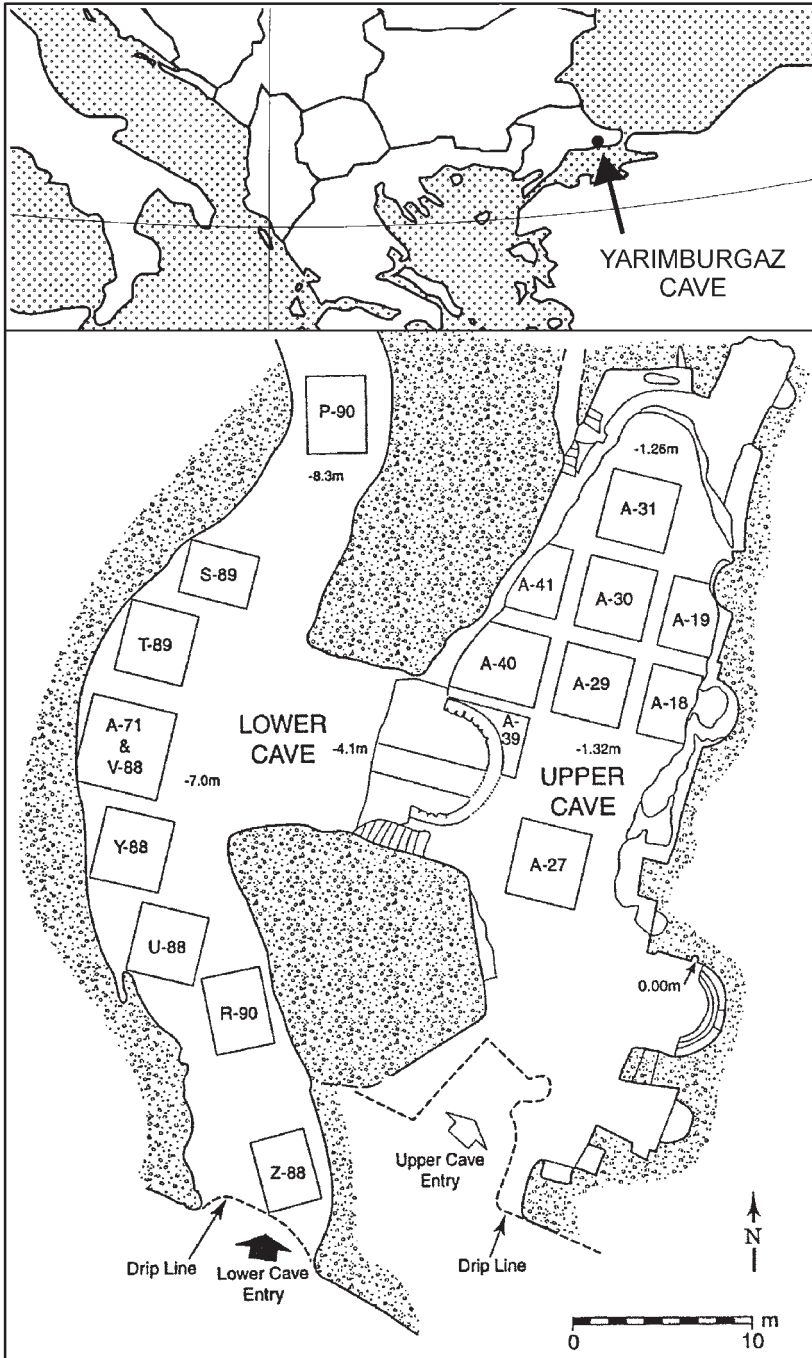 YARIMBURGAZ
CAVE
P-90
-8.3m
-1.26m
A-31
S-89
A-41
A-30
A-19
T-89
A-40
A-29
A-18
A-71
&
V-88
LOWER
CAVE
-4.1m
A-
39
-1.32m
-7.0m
UPPER
CAVE
Y-88
A-27
U-88
0.00m
R-90
Z-88
Upper Cave
Entry
Drip Line
Lower Cave
Entry
Drip Line
N
m
0
10